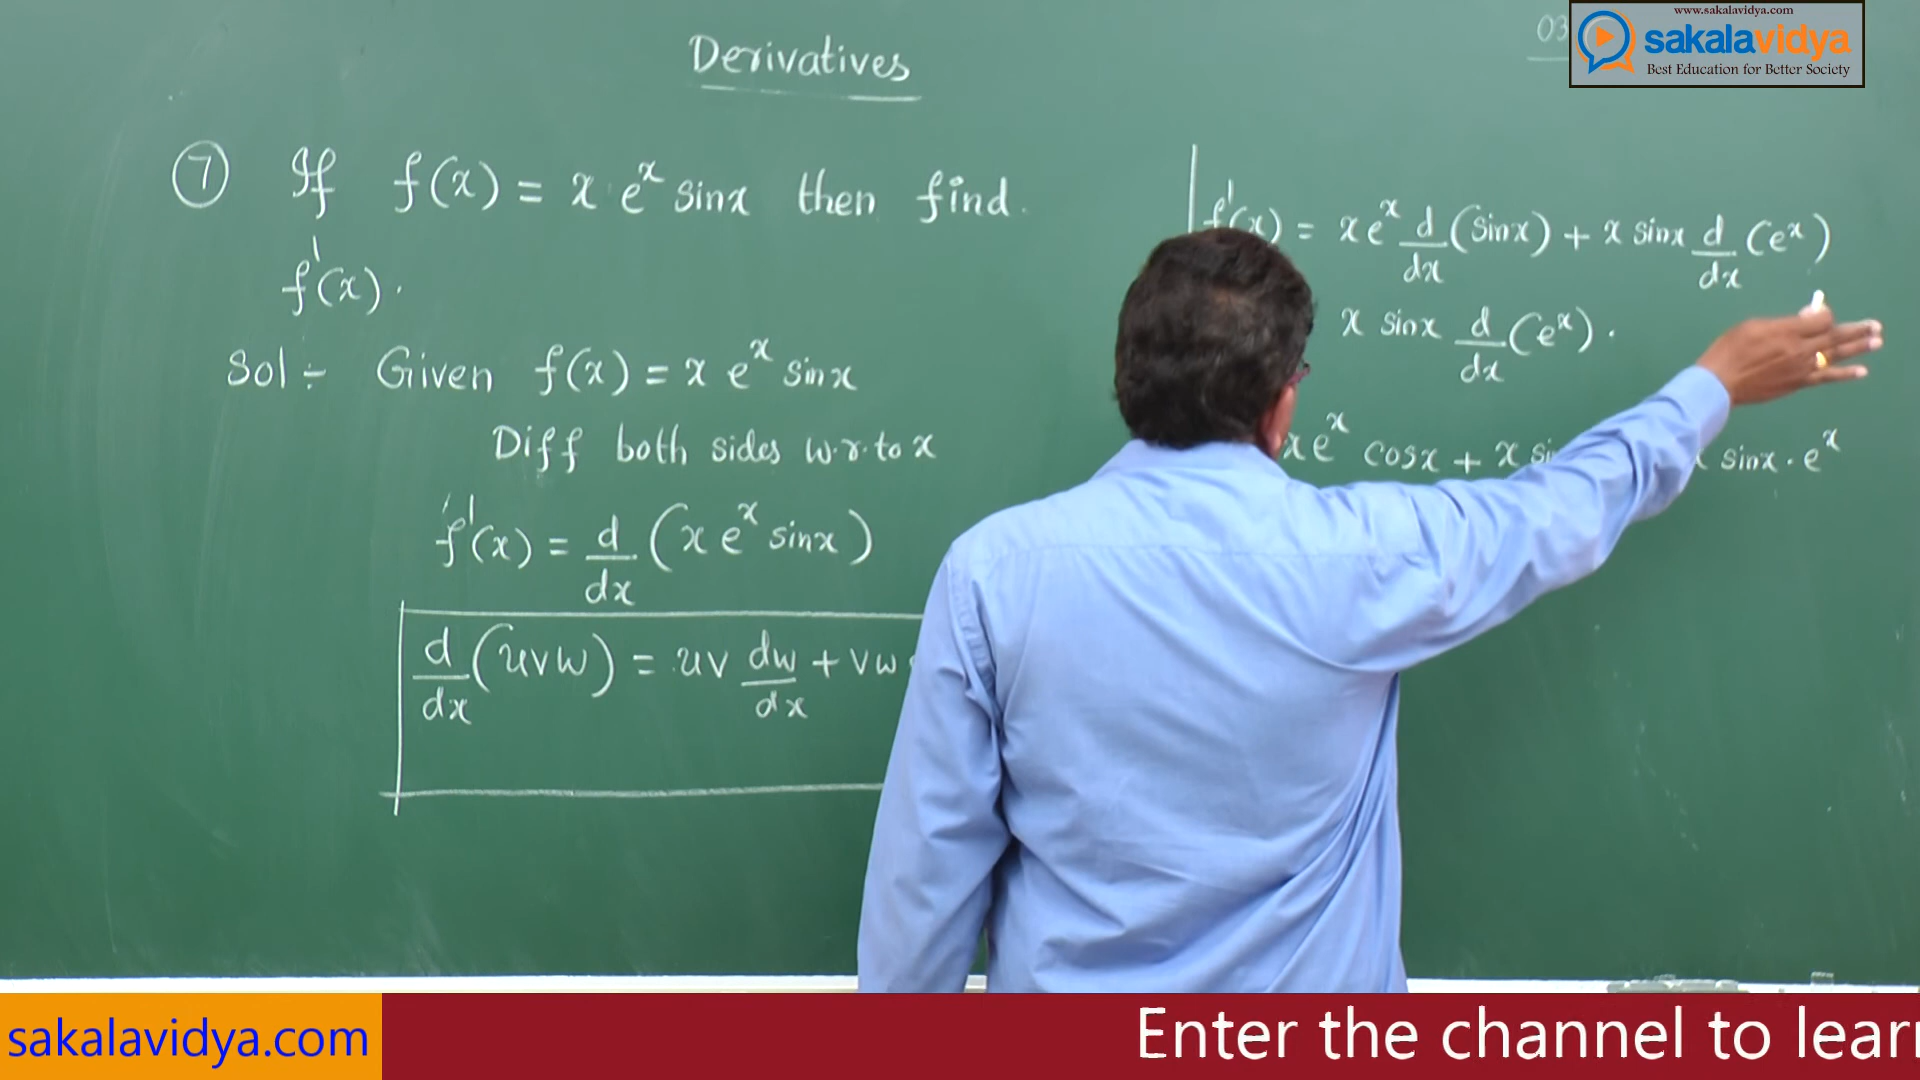 Derivatives
03
www.sakalavidya.com
sakalavidya
Best Education for Better Society
⑦ If f(x) = x e^x sinx then find
f'(x).
Sol ÷ Given f(x) = x e^x sinx
Diff both sides w.r.to x
f'(x) = d/dx (x e^x sinx)
d/dx (uvw) = uv dw/dx + vw
f'(x) = x e^x d/dx (sinx) + x sinx d/dx (e^x)
x sinx d/dx (e^x).
x e^x cosx + x sin x sinx · e^x
sakalavidya.com
Enter the channel to lear